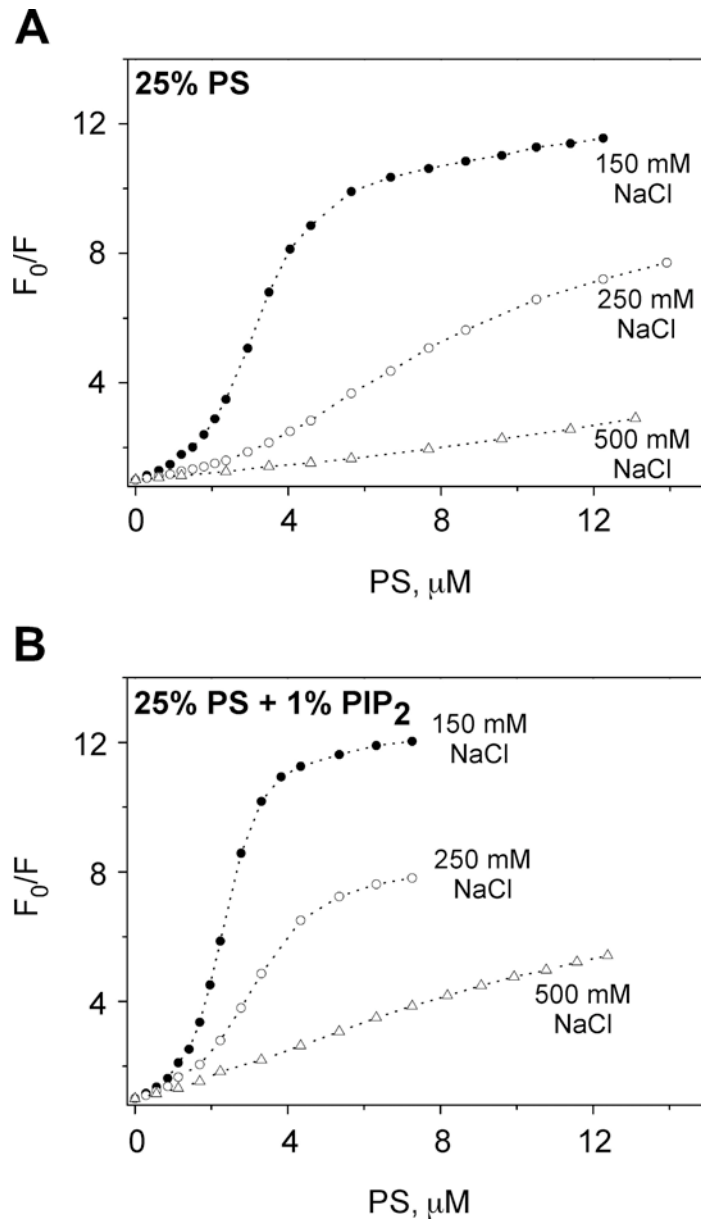 A
25% PS
12
8
4
F₀/F
150 mM
NaCl
250 mM
NaCl
500 mM
NaCl
0
4
8
12
PS, μM
B
25% PS + 1% PIP₂
12
8
4
F₀/F
150 mM
NaCl
250 mM
NaCl
500 mM
NaCl
0
4
8
12
PS, μM